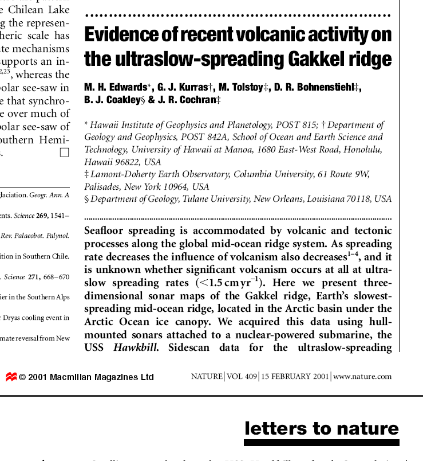 e Chilean Lake
g the represen-
heric scale has
te mechanisms
upports an in-
2,23, whereas the
polar see-saw in
e that synchro-
e over much of
polar see-saw of
outhern Hemi-
s. □
laciation. Geogr. Ann. A
ents. Science 269, 1541–
Rev. Palaeobot. Palynol.
ition in Southern Chile.
. Science 271, 668–670
ier in the Southern Alps
r Dryas cooling event in
mate reversal from New
Evidence of recent volcanic activity on
the ultraslow-spreading Gakkel ridge
M. H. Edwards*, G. J. Kurras†, M. Tolstoy‡, D. R. Bohnenstiehl‡,
B. J. Coakley§ & J. R. Cochran‡
* Hawaii Institute of Geophysics and Planetology, POST 815; † Department of
Geology and Geophysics, POST 842A, School of Ocean and Earth Science and
Technology, University of Hawaii at Manoa, 1680 East-West Road, Honolulu,
Hawaii 96822, USA
‡ Lamont-Doherty Earth Observatory, Columbia University, 61 Route 9W,
Palisades, New York 10964, USA
§ Department of Geology, Tulane University, New Orleans, Louisiana 70118, USA
Seafloor spreading is accommodated by volcanic and tectonic
processes along the global mid-ocean ridge system. As spreading
rate decreases the influence of volcanism also decreases1–4, and it
is unknown whether significant volcanism occurs at all at ultra-
slow spreading rates (<1.5 cm yr−1). Here we present three-
dimensional sonar maps of the Gakkel ridge, Earth's slowest-
spreading mid-ocean ridge, located in the Arctic basin under the
Arctic Ocean ice canopy. We acquired this data using hull-
mounted sonars attached to a nuclear-powered submarine, the
USS Hawkbill. Sidescan data for the ultraslow-spreading
© 2001 Macmillan Magazines Ltd
NATURE | VOL 409 | 15 FEBRUARY 2001 | www.nature.com
letters to nature